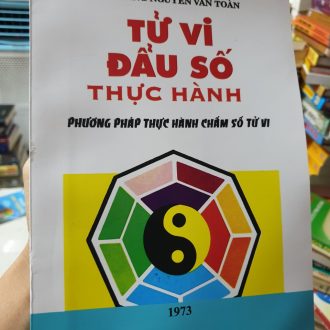 NGUYỄN VĂN TOÀN
TỬ VI
ĐẨU SỐ
THỰC HÀNH
PHƯƠNG PHÁP THỰC HÀNH CHẤM SỐ TỬ VI
1973